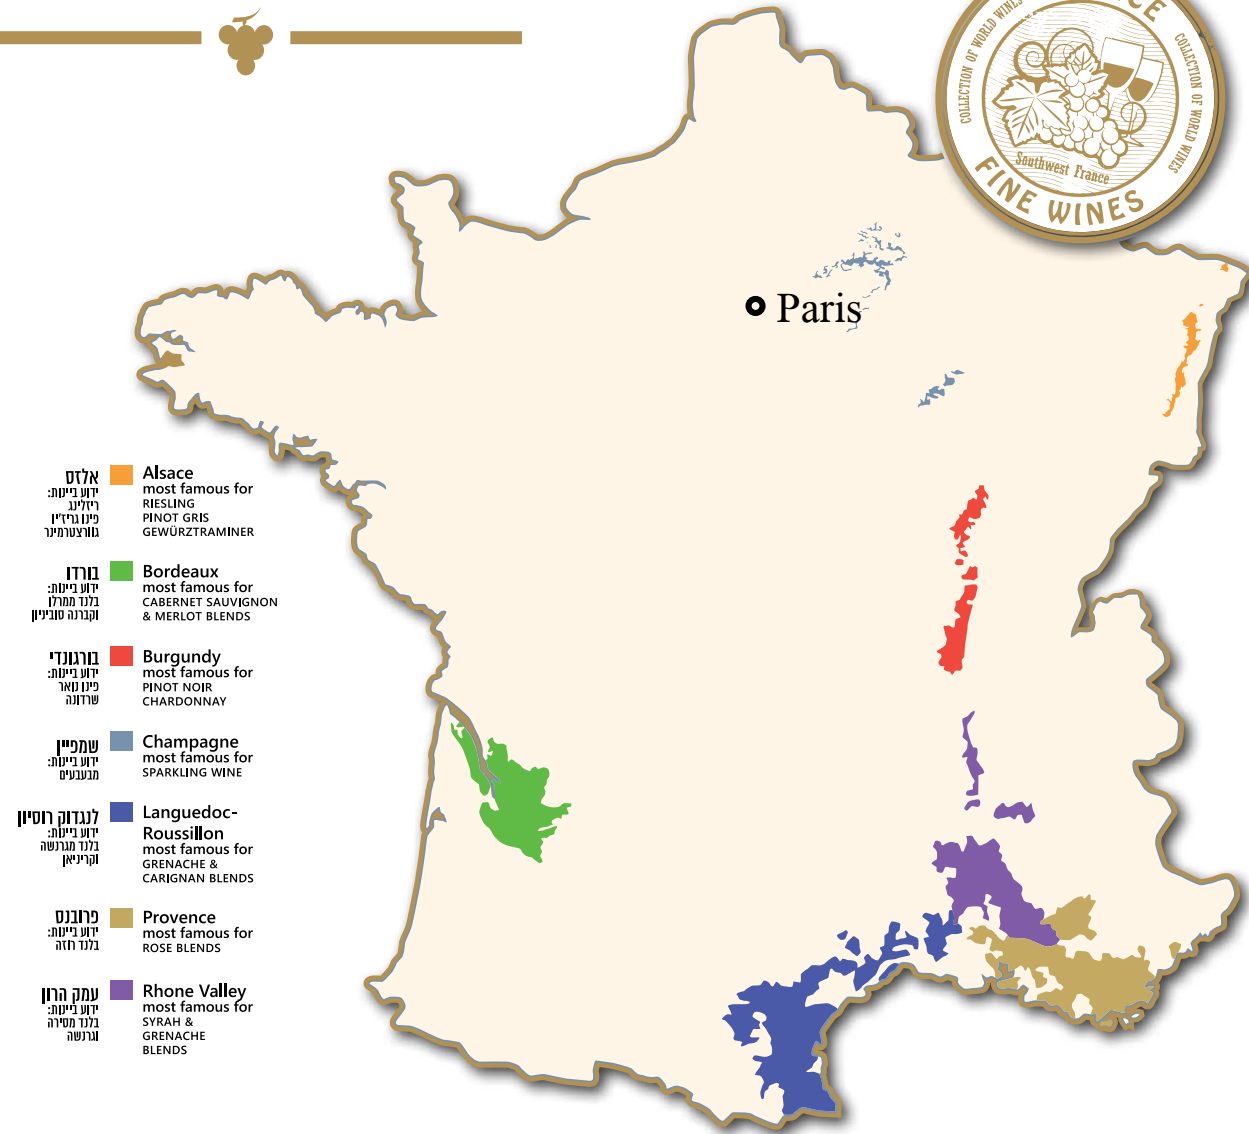 COLLECTION OF WORLD WINES
COLLECTION OF WORLD WINES
Southwest France
FINE WINES
Paris
אלזס
ידוע ביינות:
ריזלינג
פינו גריז'יו
גוורצטרמינר
Alsace
most famous for
RIESLING
PINOT GRIS
GEWÜRZTRAMINER
בורדו
ידוע ביינות:
בלנד ממרלו
וקברנה סוביניון
Bordeaux
most famous for
CABERNET SAUVIGNON
& MERLOT BLENDS
בורגונדי
ידוע ביינות:
פינו נואר
שרדונה
Burgundy
most famous for
PINOT NOIR
CHARDONNAY
שמפיין
ידוע ביינות:
מבעבעים
Champagne
most famous for
SPARKLING WINE
לנגדוק רוסיון
ידוע ביינות:
בלנד מגרנשה
וקריניאן
Languedoc-
Roussillon
most famous for
GRENACHE &
CARIGNAN BLENDS
פרובנס
ידוע ביינות:
בלנד רוזה
Provence
most famous for
ROSE BLENDS
עמק הרון
ידוע ביינות:
בלנד מסירה
וגרנשה
Rhone Valley
most famous for
SYRAH &
GRENACHE
BLENDS